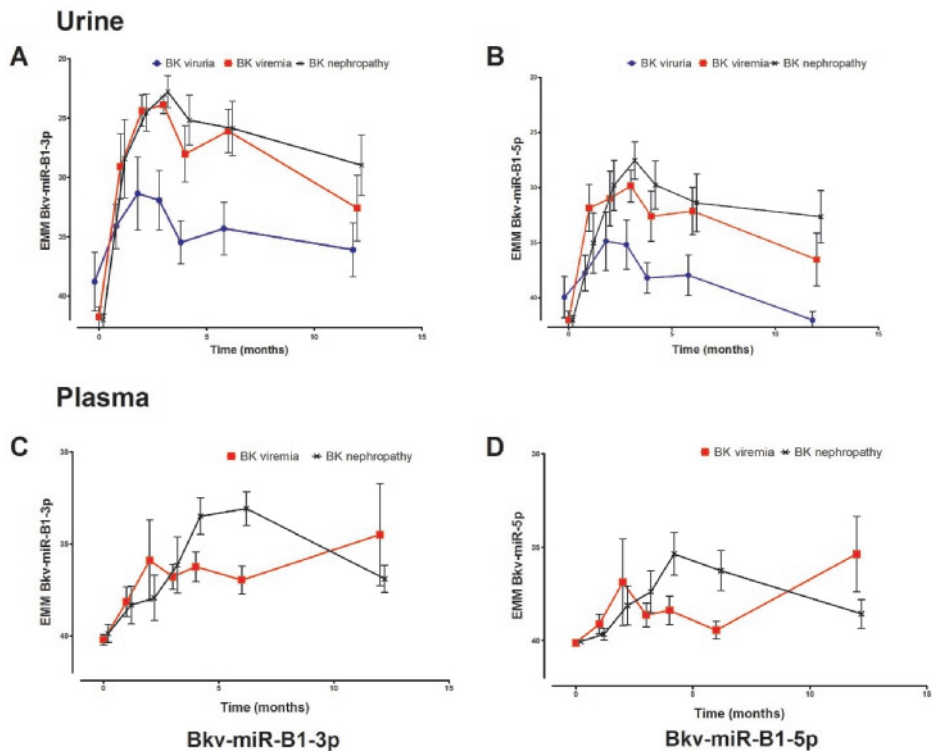 Urine
A
BK viruria BK viremia BK nephropathy
20
25
30
35
40
EMM Bkv-miR-B1-3p
0 5 10 15
Time (months)
B
BK viruria BK viremia BK nephropathy
20
25
30
35
40
EMM Bkv-miR-B1-5p
0 5 10 15
Time (months)
Plasma
C
BK viremia BK nephropathy
30
35
40
EMM Bkv-miR-B1-3p
0 5 10 15
Time (months)
Bkv-miR-B1-3p
D
BK viremia BK nephropathy
30
35
40
EMM Bkv-miR-5p
0 5 10 15
Time (months)
Bkv-miR-B1-5p